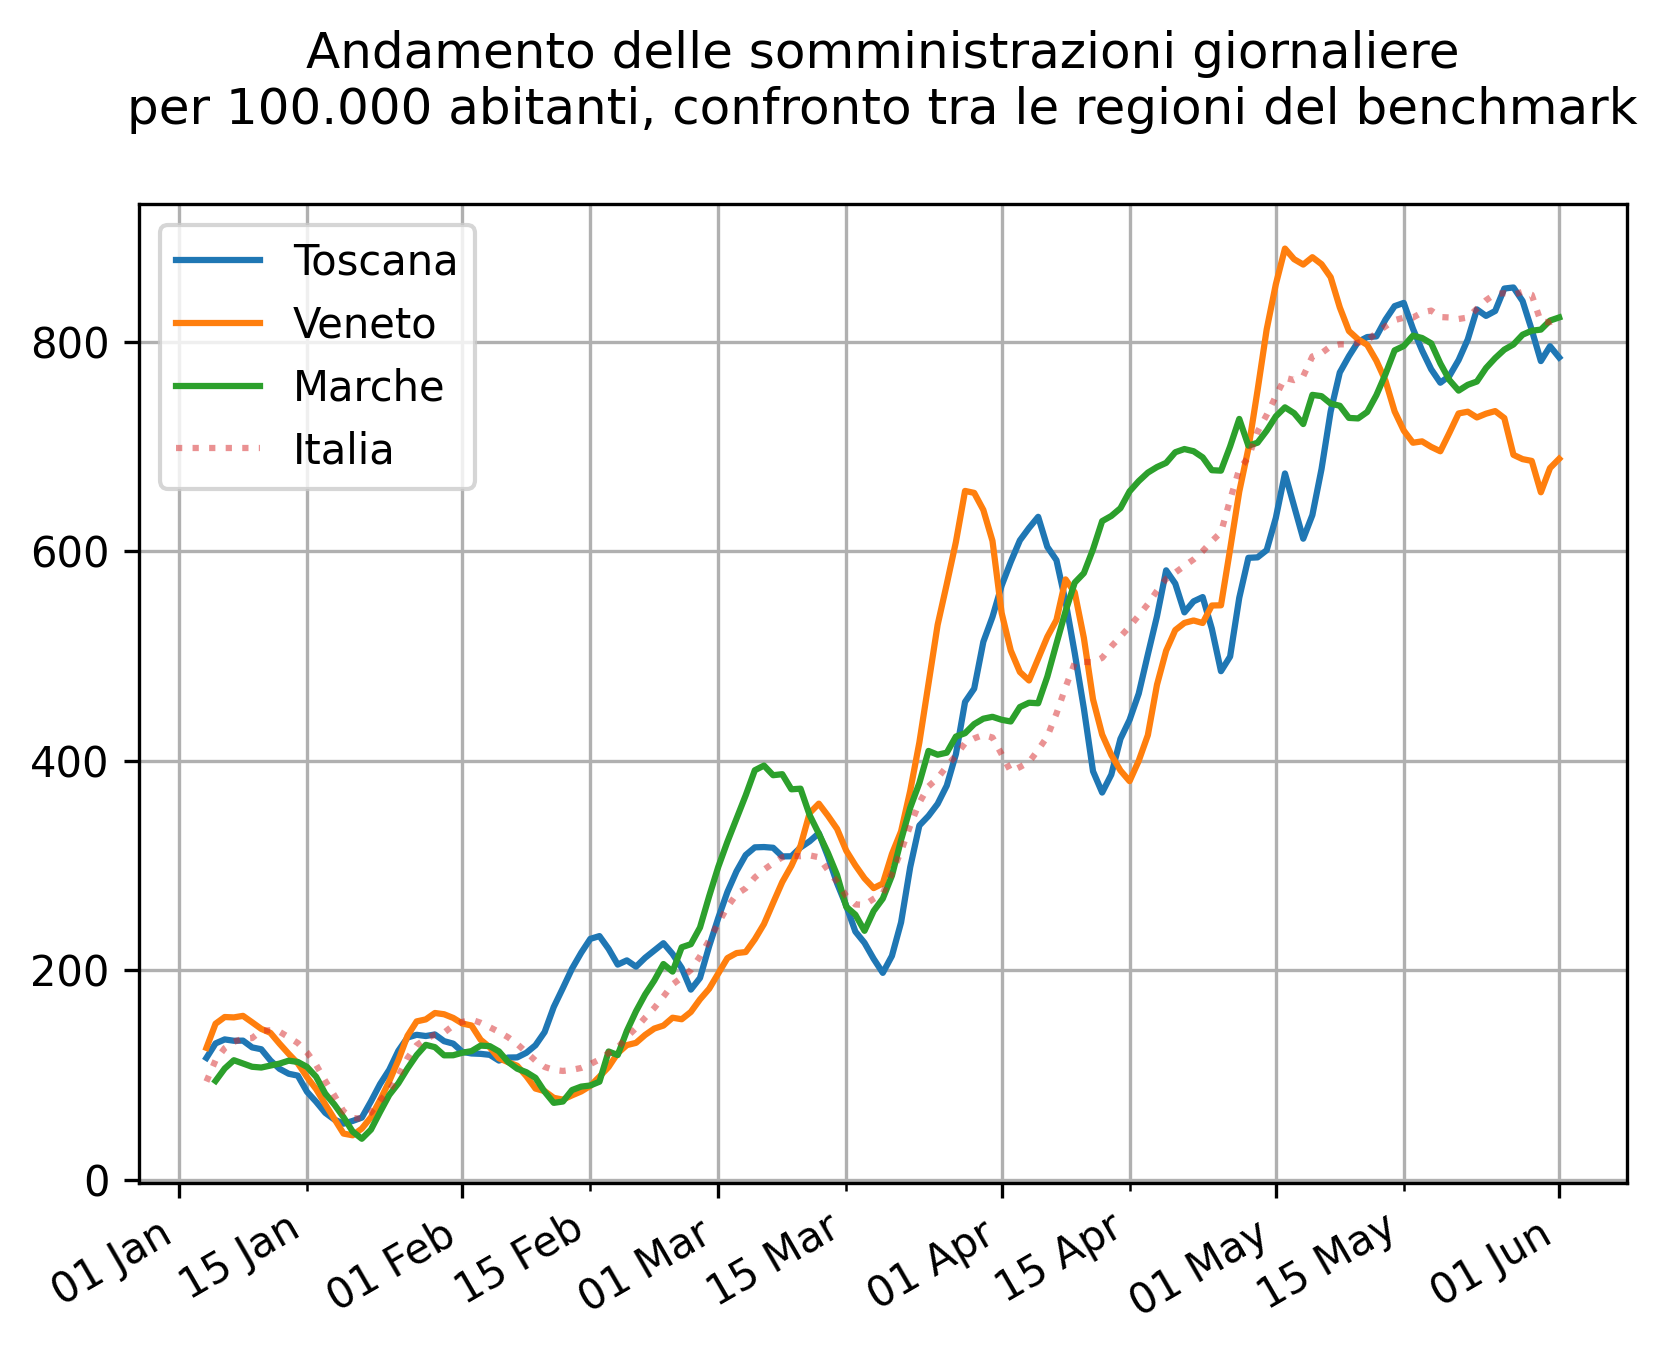 Andamento delle somministrazioni giornaliere
per 100.000 abitanti, confronto tra le regioni del benchmark
Toscana
Veneto
Marche
Italia
800
600
400
200
0
01 Jan
15 Jan
01 Feb
15 Feb
01 Mar
15 Mar
01 Apr
15 Apr
01 May
15 May
01 Jun